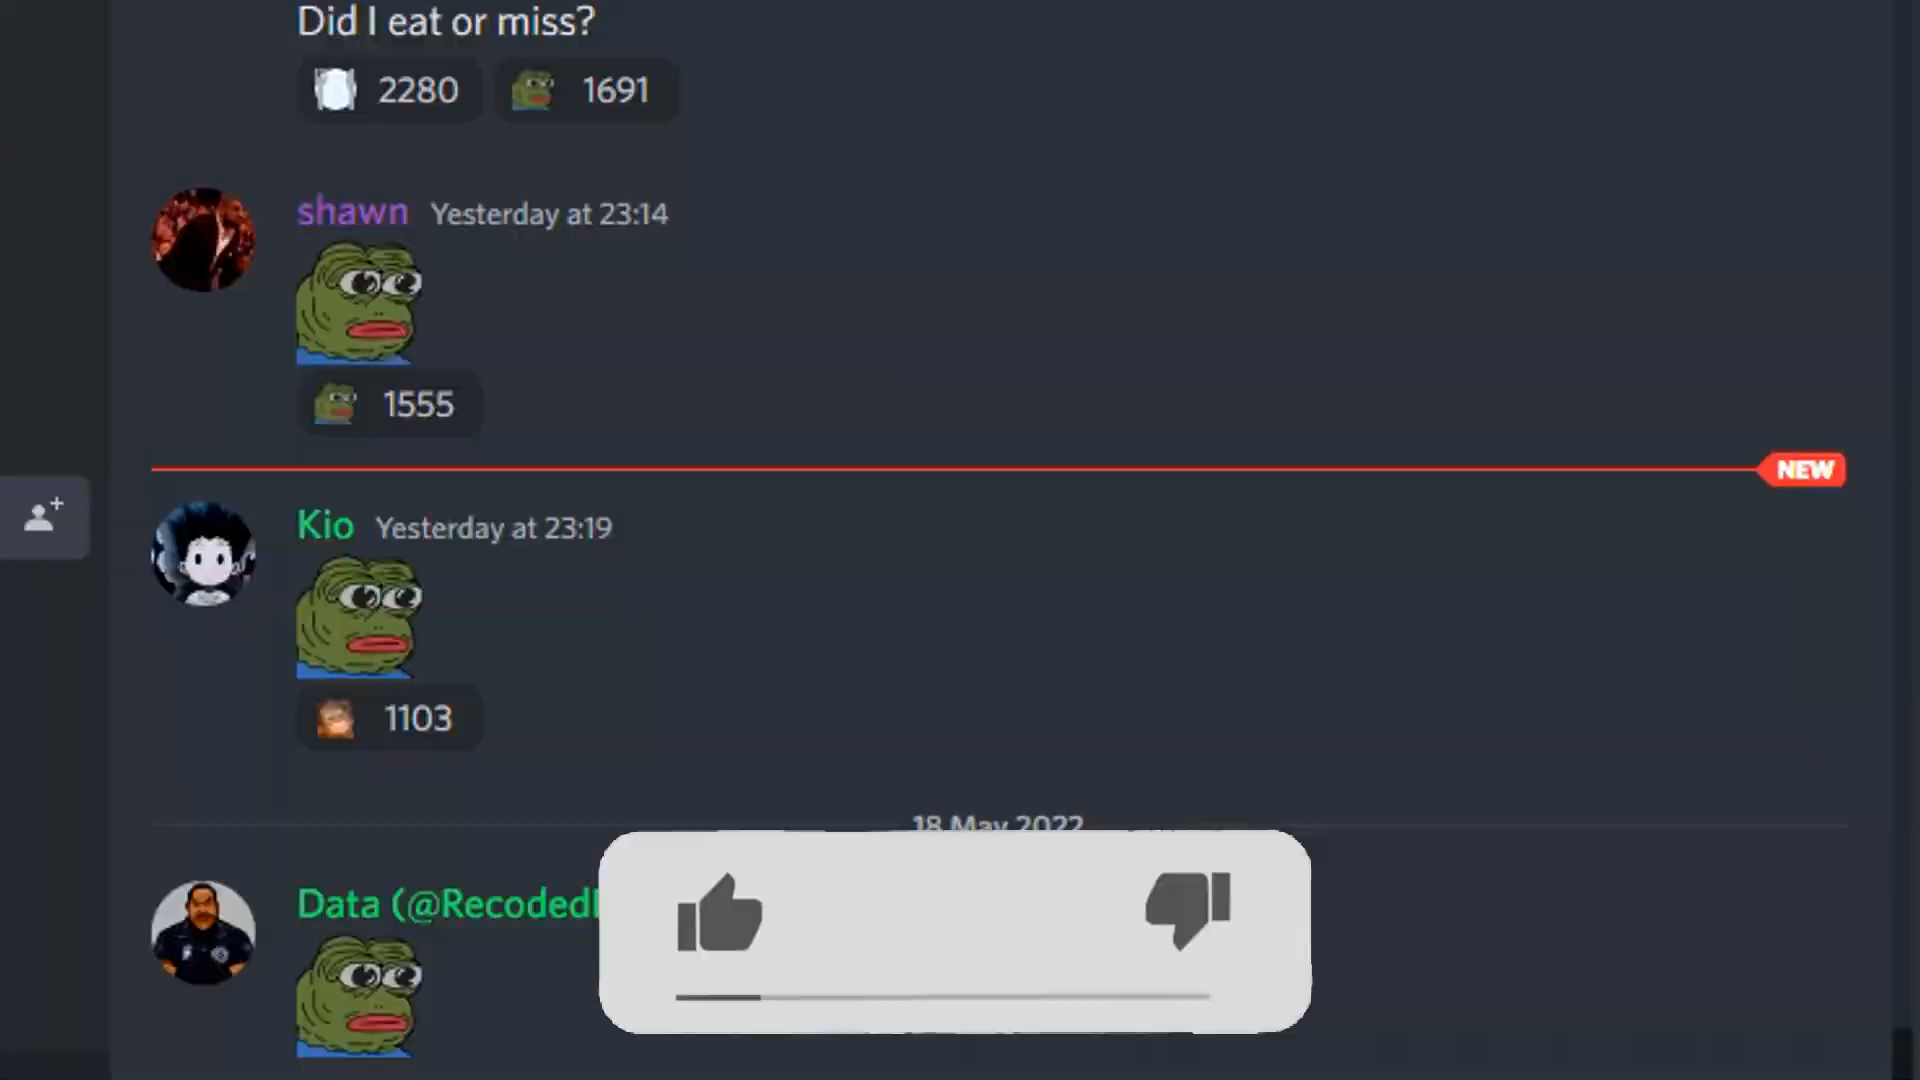 Did I eat or miss?
2280 1691
shawn Yesterday at 23:14
1555
NEW
Kio Yesterday at 23:19
1103
18 May 2022
Data (@Recoded